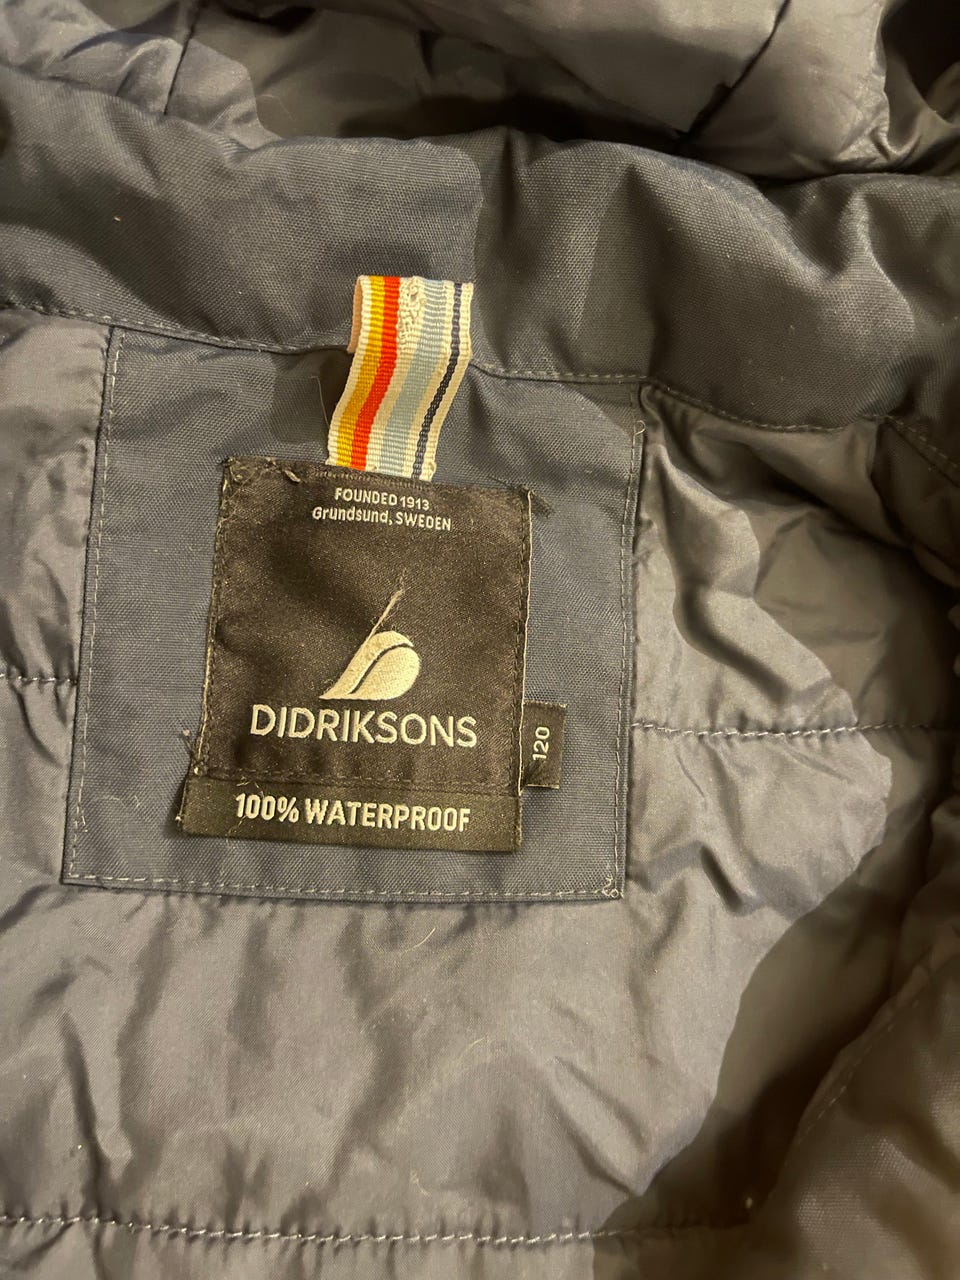 FOUNDED 1913
Grundsund, SWEDEN
DIDRIKSONS
120
100% WATERPROOF